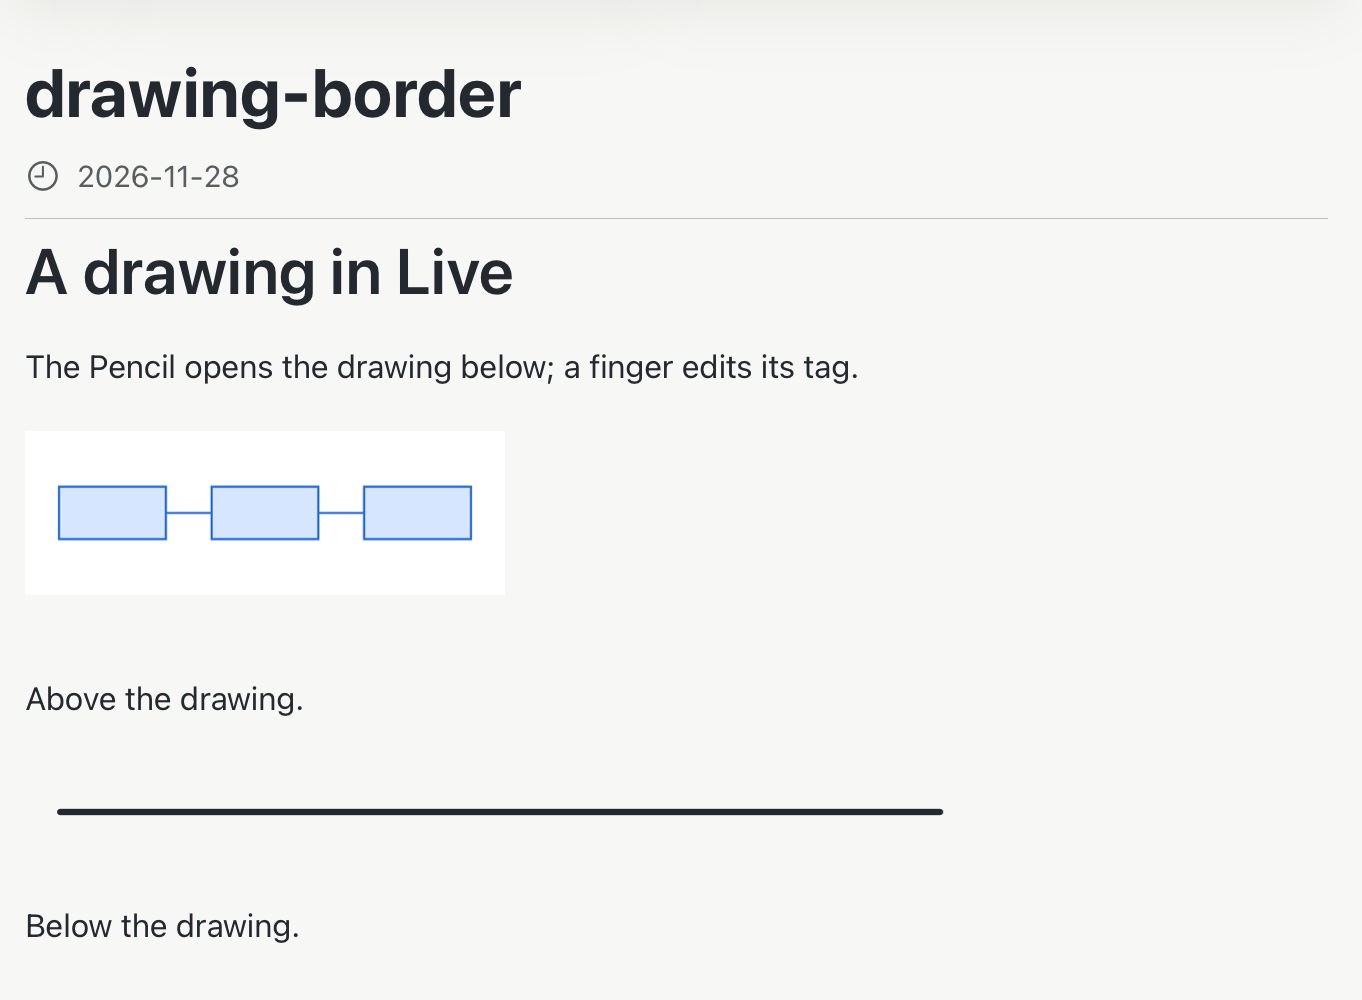 drawing-border
2026-11-28
A drawing in Live
The Pencil opens the drawing below; a finger edits its tag.
Above the drawing.
Below the drawing.